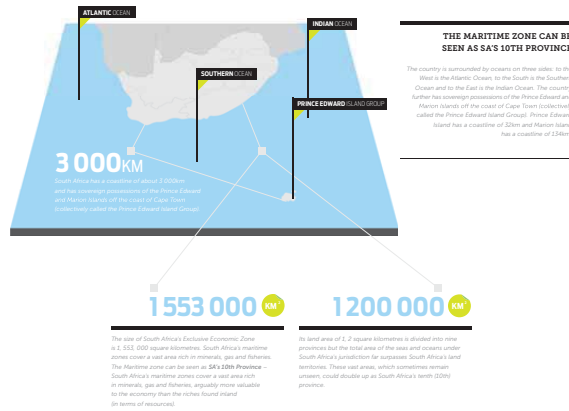 ATLANTIC OCEAN
INDIAN OCEAN
SOUTHERN OCEAN
PRINCE EDWARD ISLAND GROUP
3 000KM
South Africa has a coastline of about 3 000km
and has sovereign possessions of the Prince Edward
and Marion Islands off the coast of Cape Town
(collectively called the Prince Edward Island Group).
THE MARITIME ZONE CAN BE
SEEN AS SA'S 10TH PROVINC
The country is surrounded by oceans on three sides: to th
West is the Atlantic Ocean, to the South is the Souther
Ocean and to the East is the Indian Ocean. The countr
further has sovereign possessions of the Prince Edward an
Marion Islands off the coast of Cape Town (collective
called the Prince Edward Island Group). Prince Edwar
Island has a coastline of 32km and Marion Islan
has a coastline of 134km
1 553 000 KM²
The size of South Africa's Exclusive Economic Zone
is 1, 553, 000 square kilometres. South Africa's maritime
zones cover a vast area rich in minerals, gas and fisheries.
The Maritime zone can be seen as SA's 10th Province –
South Africa's maritime zones cover a vast area rich
in minerals, gas and fisheries, arguably more valuable
to the economy than the riches found inland
(in terms of resources).
1 200 000 KM²
Its land area of 1, 2 square kilometres is divided into nine
provinces but the total area of the seas and oceans under
South Africa's jurisdiction far surpasses South Africa's land
territories. These vast areas, which sometimes remain
unseen, could double up as South Africa's tenth (10th)
province.